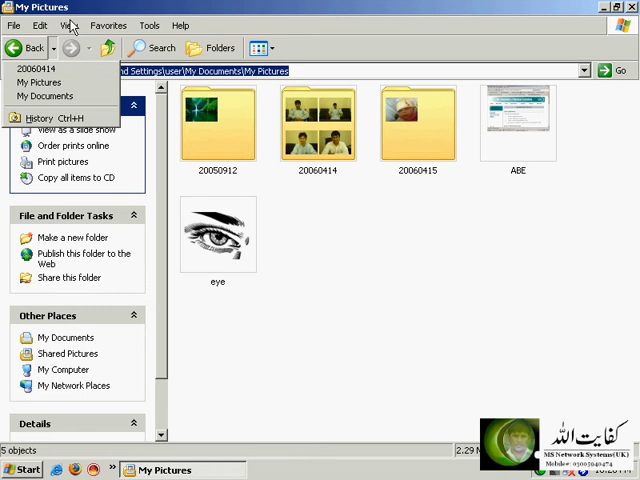 My Pictures
File Edit View Favorites Tools Help
Back Search Folders
nd Settings\user\My Documents\My Pictures Go
20060414
My Pictures
My Documents
History Ctrl+H
View as a slide show
Order prints online
Print pictures
Copy all items to CD
File and Folder Tasks
Make a new folder
Publish this folder to the
Web
Share this folder
Other Places
My Documents
Shared Pictures
My Computer
My Network Places
Details
20050912 20060414 20060415 ABE
eye
5 objects
2.29 M
کفایت اللہ
MS Network Systems(UK)
Mobile# 03005940474
Start My Pictures